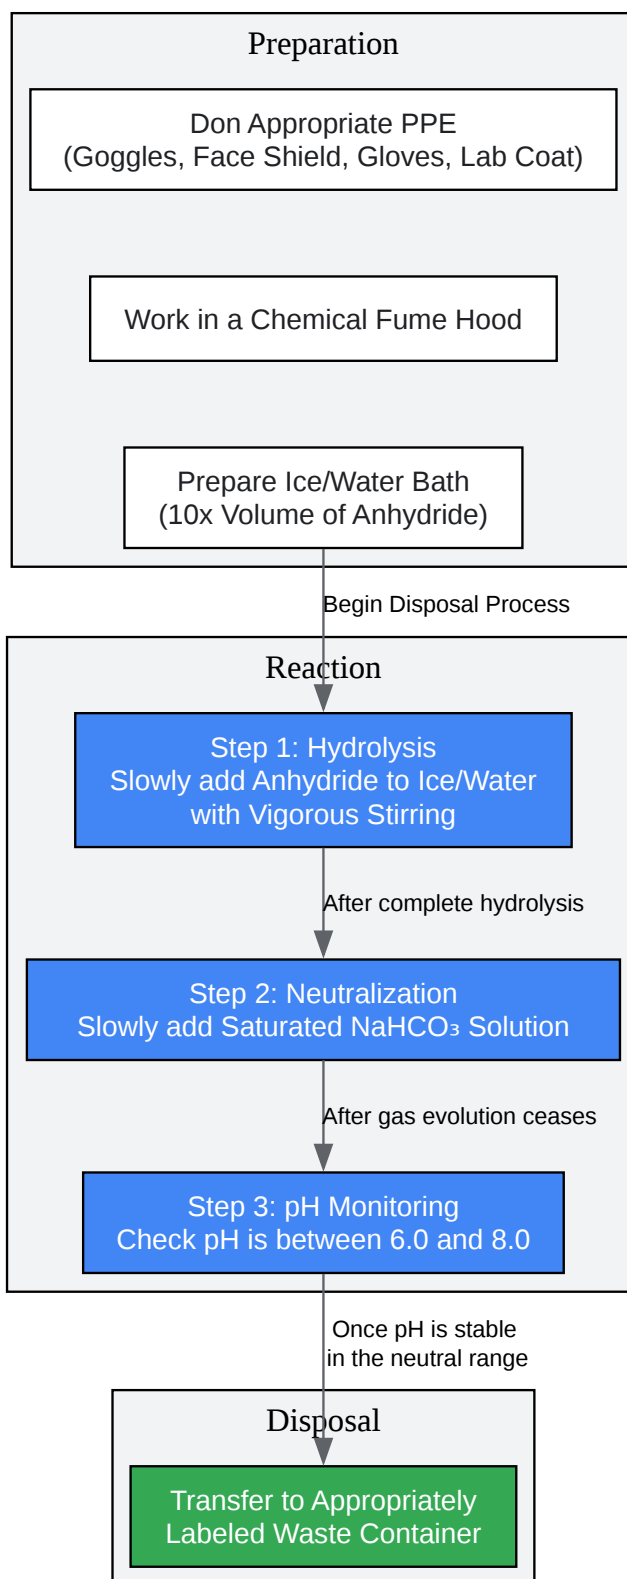 Preparation
Don Appropriate PPE
(Goggles, Face Shield, Gloves, Lab Coat)
Work in a Chemical Fume Hood
Prepare Ice/Water Bath
(10x Volume of Anhydride)
Begin Disposal Process
Reaction
Step 1: Hydrolysis
Slowly add Anhydride to Ice/Water
with Vigorous Stirring
After complete hydrolysis
Step 2: Neutralization
Slowly add Saturated NaHCO₃ Solution
After gas evolution ceases
Step 3: pH Monitoring
Check pH is between 6.0 and 8.0
Once pH is stable
in the neutral range
Disposal
Transfer to Appropriately
Labeled Waste Container